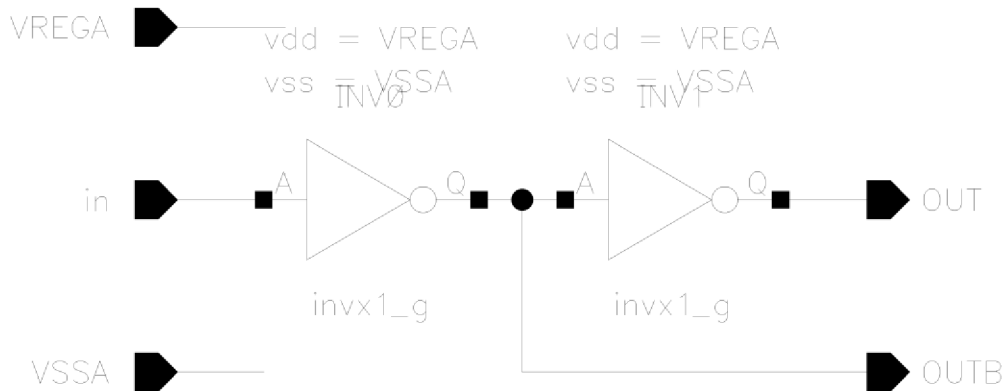 VREGA
vdd = VREGA
vss = VSSA
INV0
vdd = VREGA
vss = VSSA
INV1
in
A
Q
A
Q
OUT
invx1_g
invx1_g
VSSA
OUTB